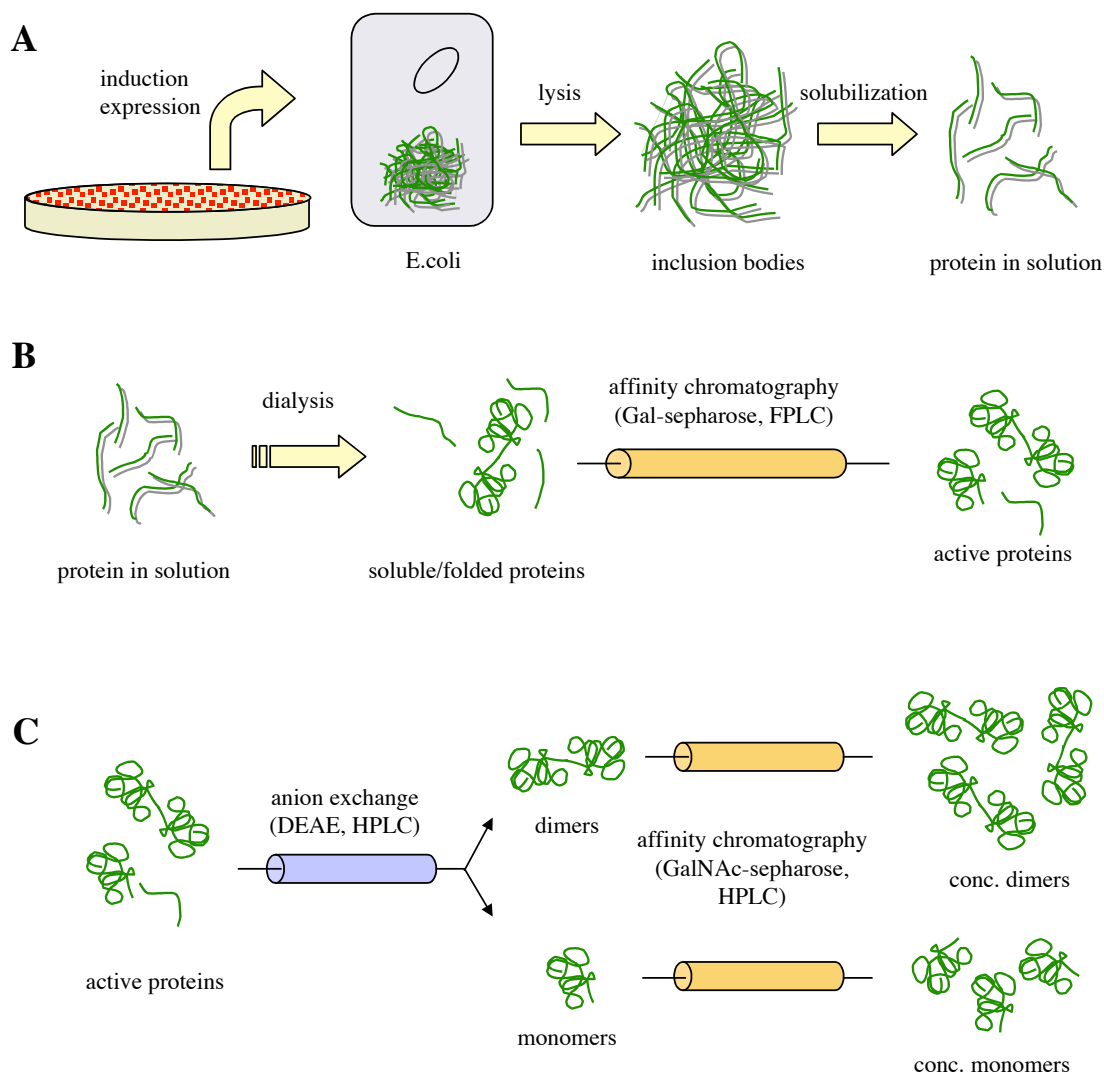 A
induction
expression
lysis
solubilization
E.coli
inclusion bodies
protein in solution
B
dialysis
affinity chromatography
(Gal-sepharose, FPLC)
protein in solution
soluble/folded proteins
active proteins
C
anion exchange
(DEAE, HPLC)
dimers
affinity chromatography
(GalNAc-sepharose,
HPLC)
conc. dimers
active proteins
monomers
conc. monomers